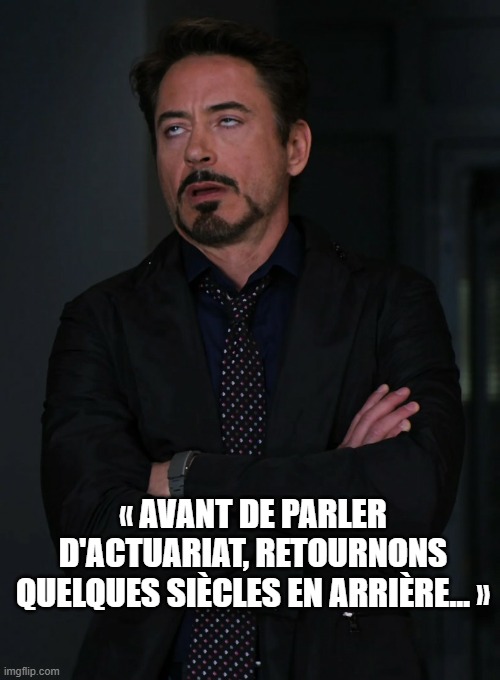 « AVANT DE PARLER
D'ACTUARIAT, RETOURNONS
QUELQUES SIÈCLES EN ARRIÈRE... »
imgflip.com